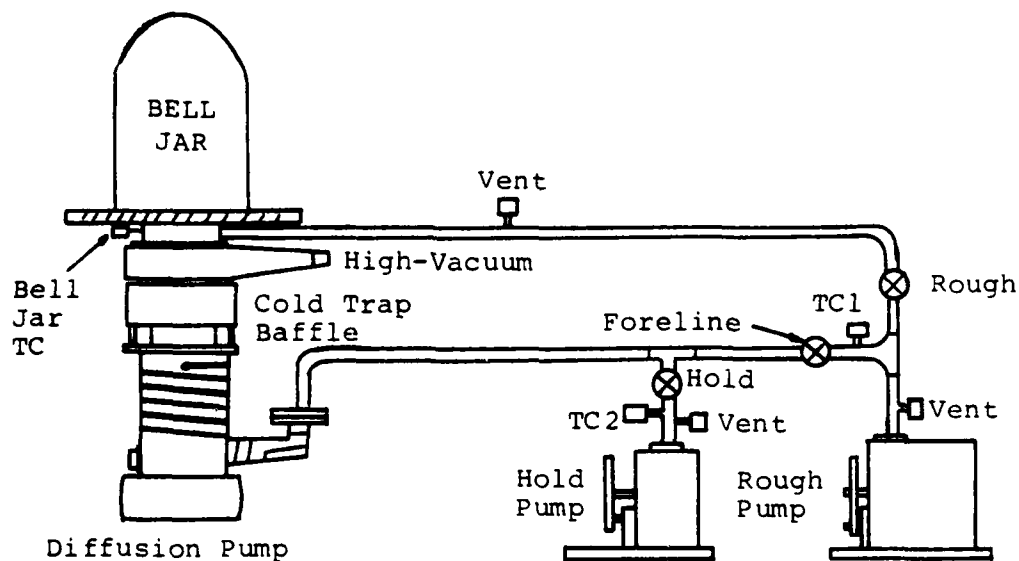 BELL
JAR
Vent
High-Vacuum
Bell
Jar
TC
Cold Trap
Baffle
Rough
TC1
Foreline
Hold
TC2
Vent
Vent
Hold
Pump
Rough
Pump
Diffusion Pump